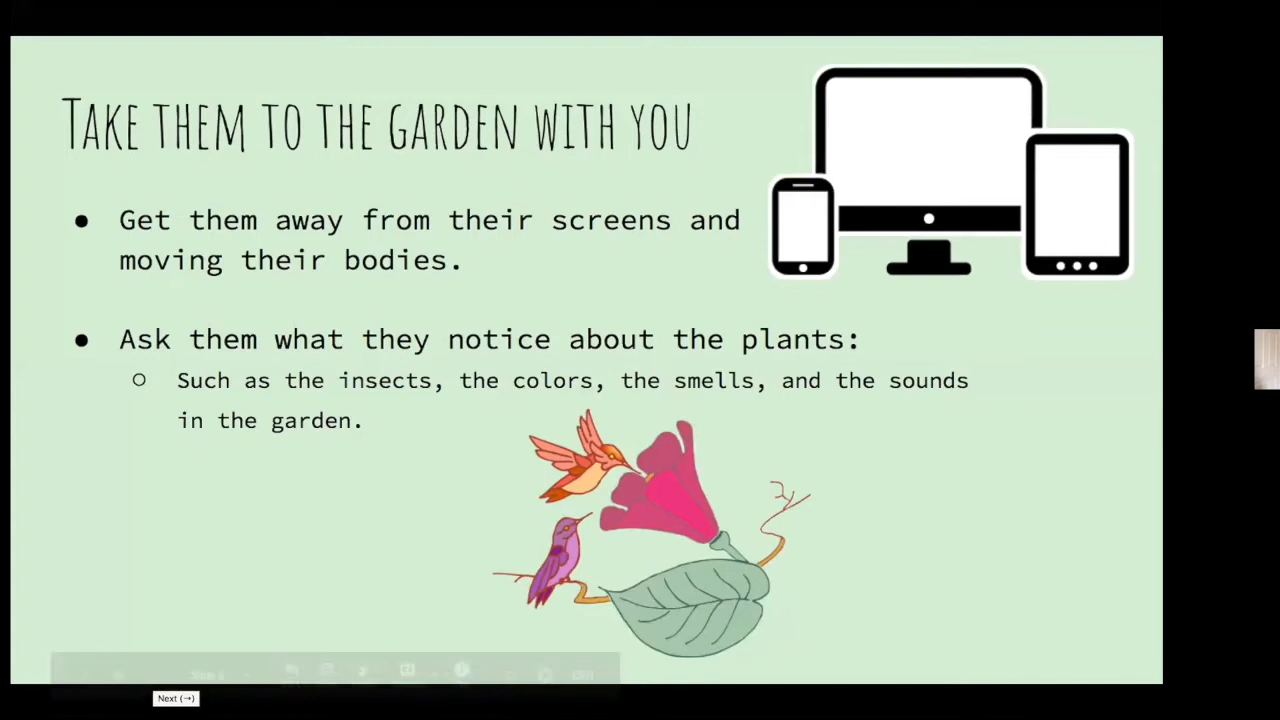 Take them to the garden with you
● Get them away from their screens and
moving their bodies.
● Ask them what they notice about the plants:
○ Such as the insects, the colors, the smells, and the sounds
in the garden.
Next (→)